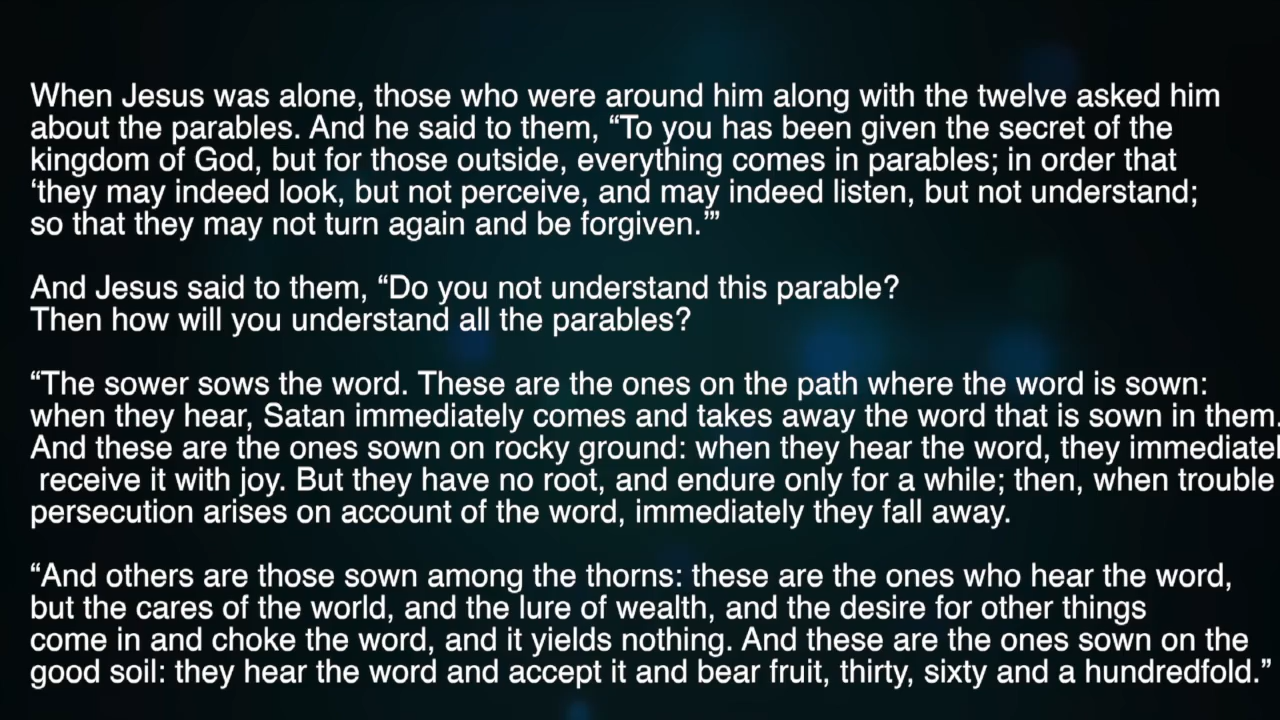 When Jesus was alone, those who were around him along with the twelve asked him
about the parables. And he said to them, “To you has been given the secret of the
kingdom of God, but for those outside, everything comes in parables; in order that
‘they may indeed look, but not perceive, and may indeed listen, but not understand;
so that they may not turn again and be forgiven.’”
And Jesus said to them, “Do you not understand this parable?
Then how will you understand all the parables?
“The sower sows the word. These are the ones on the path where the word is sown:
when they hear, Satan immediately comes and takes away the word that is sown in them.
And these are the ones sown on rocky ground: when they hear the word, they immediatel
receive it with joy. But they have no root, and endure only for a while; then, when trouble
persecution arises on account of the word, immediately they fall away.
“And others are those sown among the thorns: these are the ones who hear the word,
but the cares of the world, and the lure of wealth, and the desire for other things
come in and choke the word, and it yields nothing. And these are the ones sown on the
good soil: they hear the word and accept it and bear fruit, thirty, sixty and a hundredfold.”